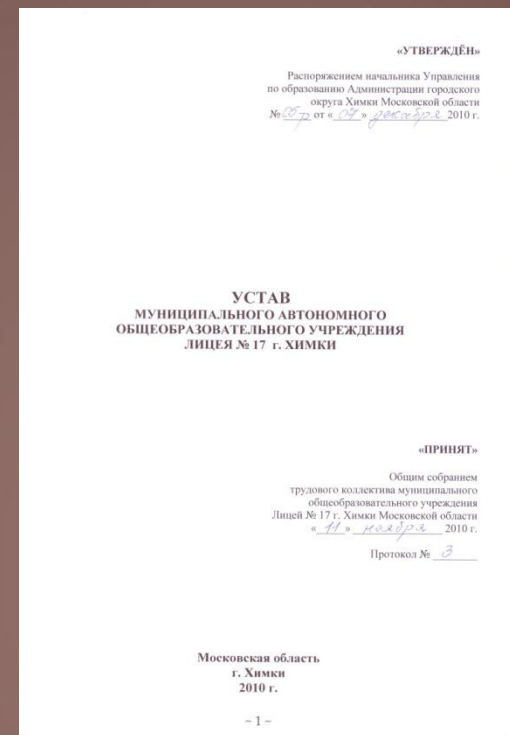 «УТВЕРЖДЁН»
Распоряжением начальника Управления
по образованию Администрации городского
округа Химки Московской области
№ от « 07 » декабря 2010 г.
УСТАВ
МУНИЦИПАЛЬНОГО АВТОНОМНОГО
ОБЩЕОБРАЗОВАТЕЛЬНОГО УЧРЕЖДЕНИЯ
ЛИЦЕЯ № 17 г. ХИМКИ
«ПРИНЯТ»
Общим собранием
трудового коллектива муниципального
общеобразовательного учреждения
Лицей № 17 г. Химки Московской области
« 11 » ноября 2010 г.
Протокол № 3
Московская область
г. Химки
2010 г.
~ 1 ~